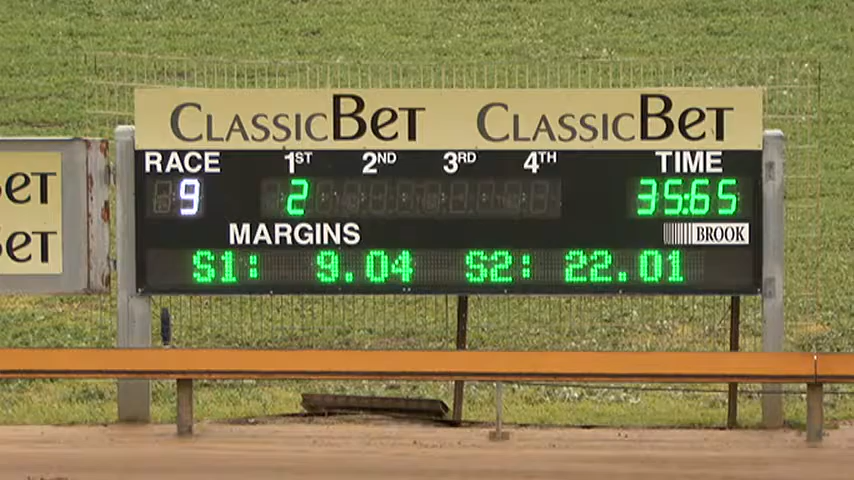 CLASSICBET CLASSICBET
RACE 1ST 2ND 3RD 4TH TIME
9 2 35.65
MARGINS BROOK
S1: 9.04 S2: 22.01
et
Bet